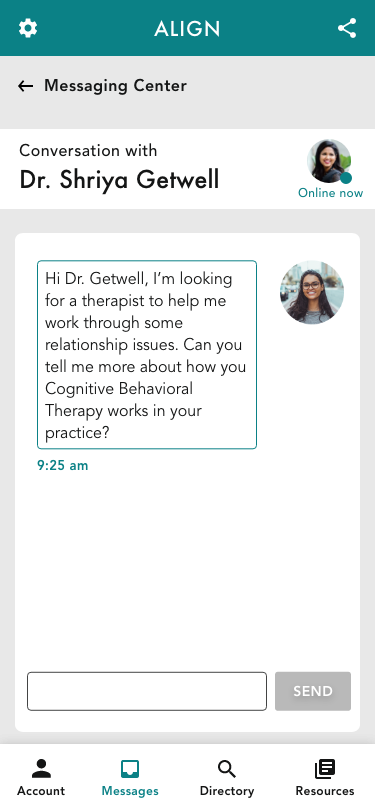 ALIGN
Messaging Center
Conversation with
Dr. Shriya Getwell
Online now
Hi Dr. Getwell, I’m looking
for a therapist to help me
work through some
relationship issues. Can you
tell me more about how you
Cognitive Behavioral
Therapy works in your
practice?
9:25 am
SEND
Account
Messages
Directory
Resources